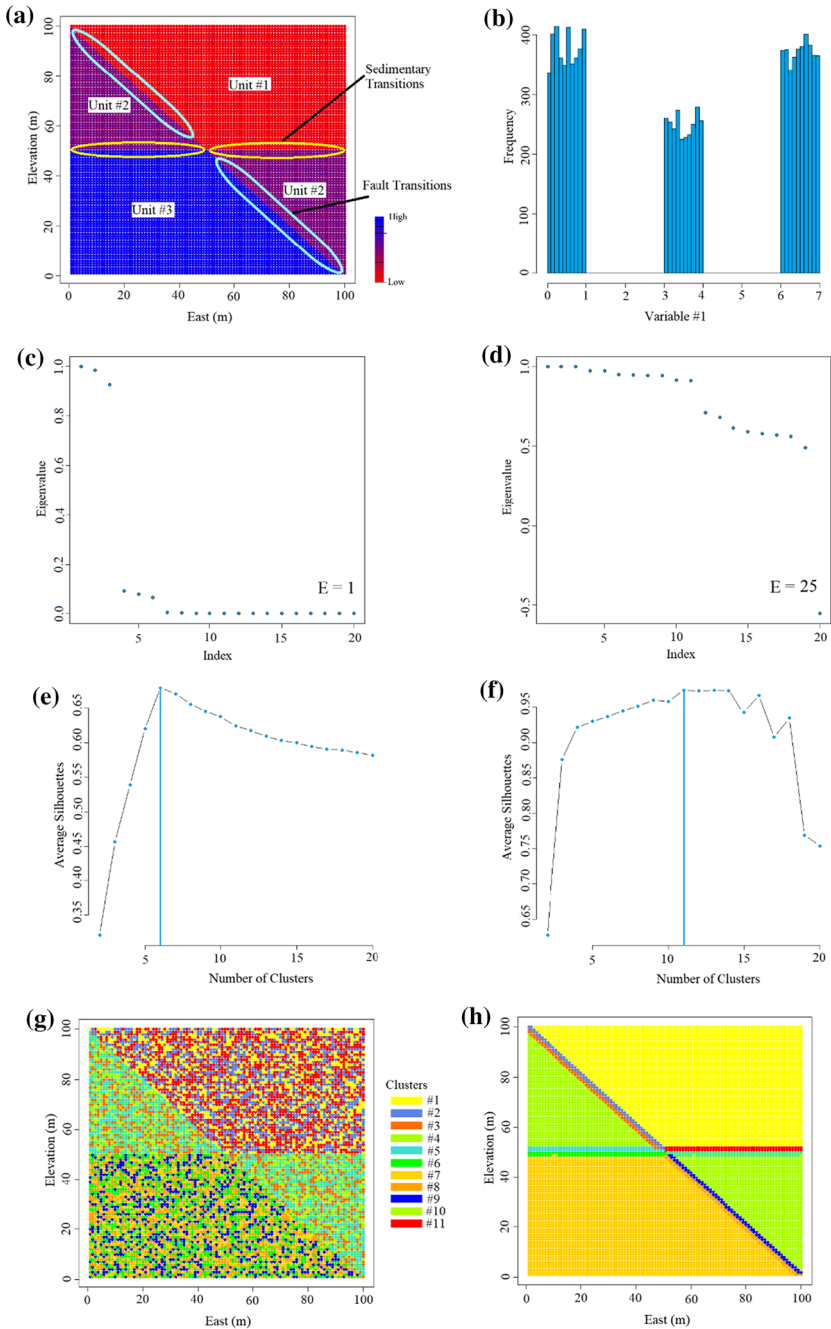 (a)
100
80
60
40
20
0
Elevation (m)
0
20
40
60
80
100
East (m)
Unit #1
Unit #2
Unit #2
Unit #3
Sedimentary
Transitions
Fault Transitions
High
Low
(b)
400
300
200
100
0
Frequency
0
1
2
3
4
5
6
7
Variable #1
(c)
1.0
0.8
0.6
0.4
0.2
0.0
Eigenvalue
E = 1
5
10
15
20
Index
(d)
1.0
0.5
0.0
-0.5
Eigenvalue
E = 25
5
10
15
20
Index
(e)
0.65
0.60
0.55
0.50
0.45
0.40
0.35
Average Silhouettes
5
10
15
20
Number of Clusters
(f)
0.95
0.90
0.85
0.80
0.75
0.70
0.65
Average Silhouettes
5
10
15
20
Number of Clusters
(g)
100
80
60
40
20
0
Elevation (m)
0
20
40
60
80
100
East (m)
Clusters
#1
#2
#3
#4
#5
#6
#7
#8
#9
#10
#11
(h)
100
80
60
40
20
0
Elevation (m)
0
20
40
60
80
100
East (m)